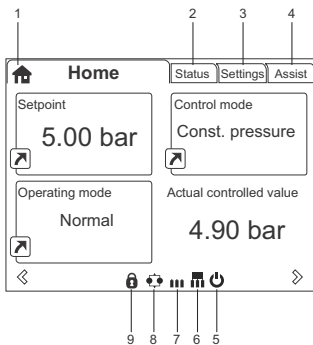 1 2 3 4
Home Status Settings Assist
Setpoint
5.00 bar
Control mode
Const. pressure
Operating mode
Normal
Actual controlled value
4.90 bar
9 8 7 6 5